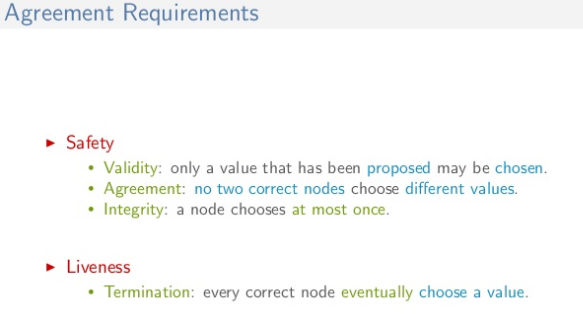 Agreement Requirements
▶ Safety
• Validity: only a value that has been proposed may be chosen.
• Agreement: no two correct nodes choose different values.
• Integrity: a node chooses at most once.
▶ Liveness
• Termination: every correct node eventually choose a value.